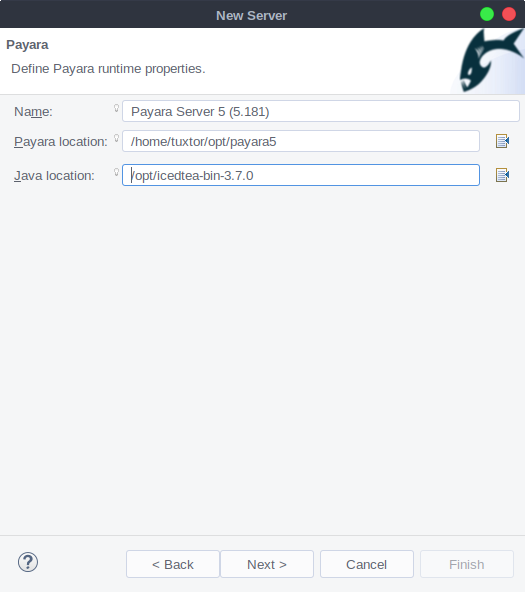 New Server
Payara
Define Payara runtime properties.
Name: Payara Server 5 (5.181)
Payara location: /home/tuxtor/opt/payara5
Java location: /opt/icedtea-bin-3.7.0
? < Back Next > Cancel Finish